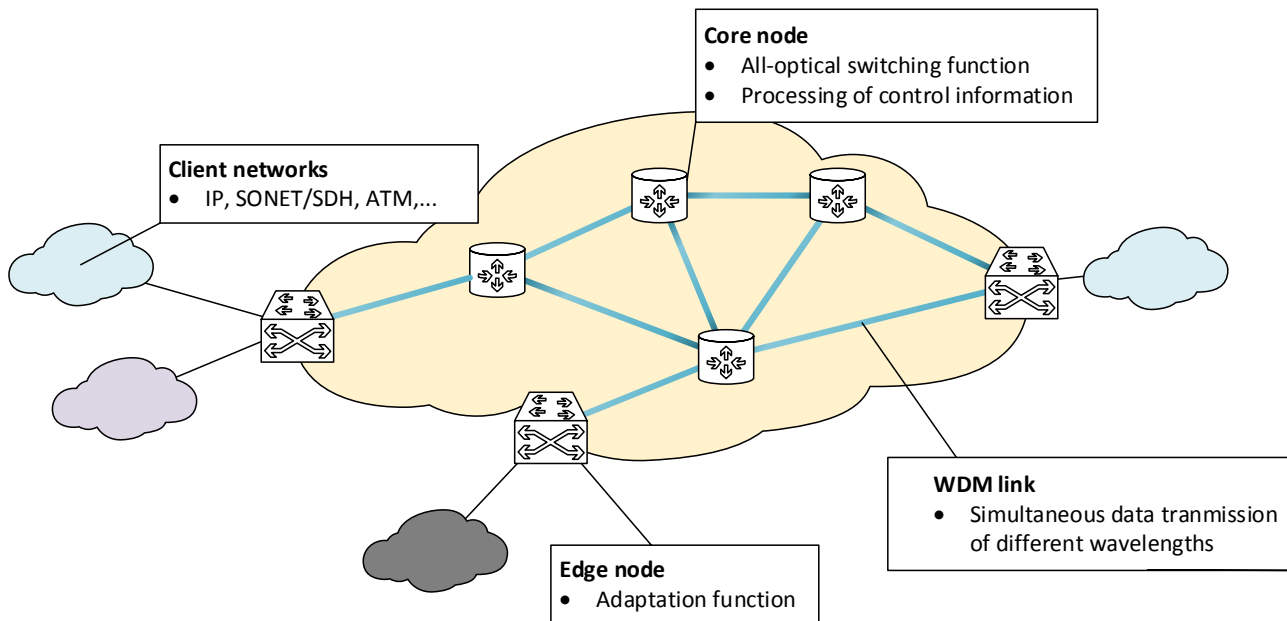 Core node
• All-optical switching function
• Processing of control information
Client networks
• IP, SONET/SDH, ATM,...
WDM link
• Simultaneous data tranmission
of different wavelengths
Edge node
• Adaptation function